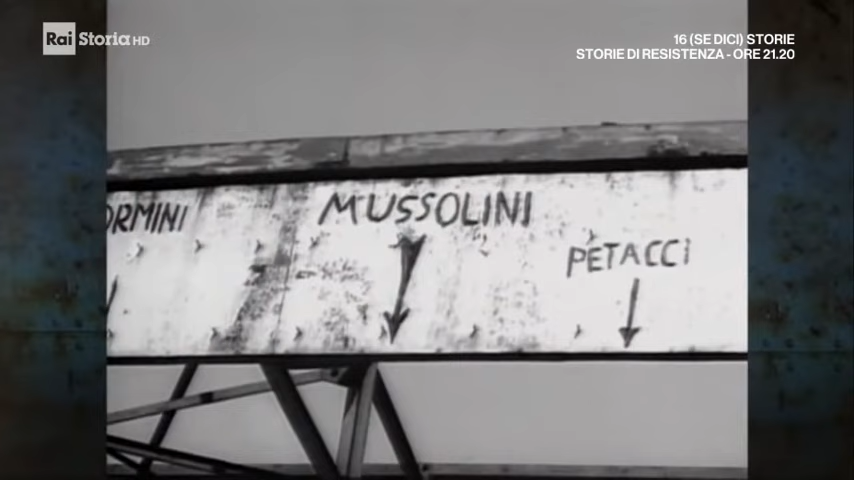 Rai Storia HD
16 (SE DICI) STORIE
STORIE DI RESISTENZA - ORE 21.20
ORMINI
MUSSOLINI
PETACCI